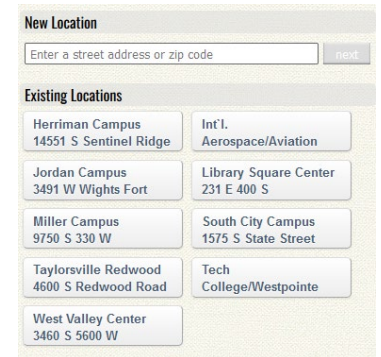 New Location
Enter a street address or zip code
next
Existing Locations
Herriman Campus
14551 S Sentinel Ridge
Int`l.
Aerospace/Aviation
Jordan Campus
3491 W Wights Fort
Library Square Center
231 E 400 S
Miller Campus
9750 S 330 W
South City Campus
1575 S State Street
Taylorsville Redwood
4600 S Redwood Road
Tech
College/Westpointe
West Valley Center
3460 S 5600 W